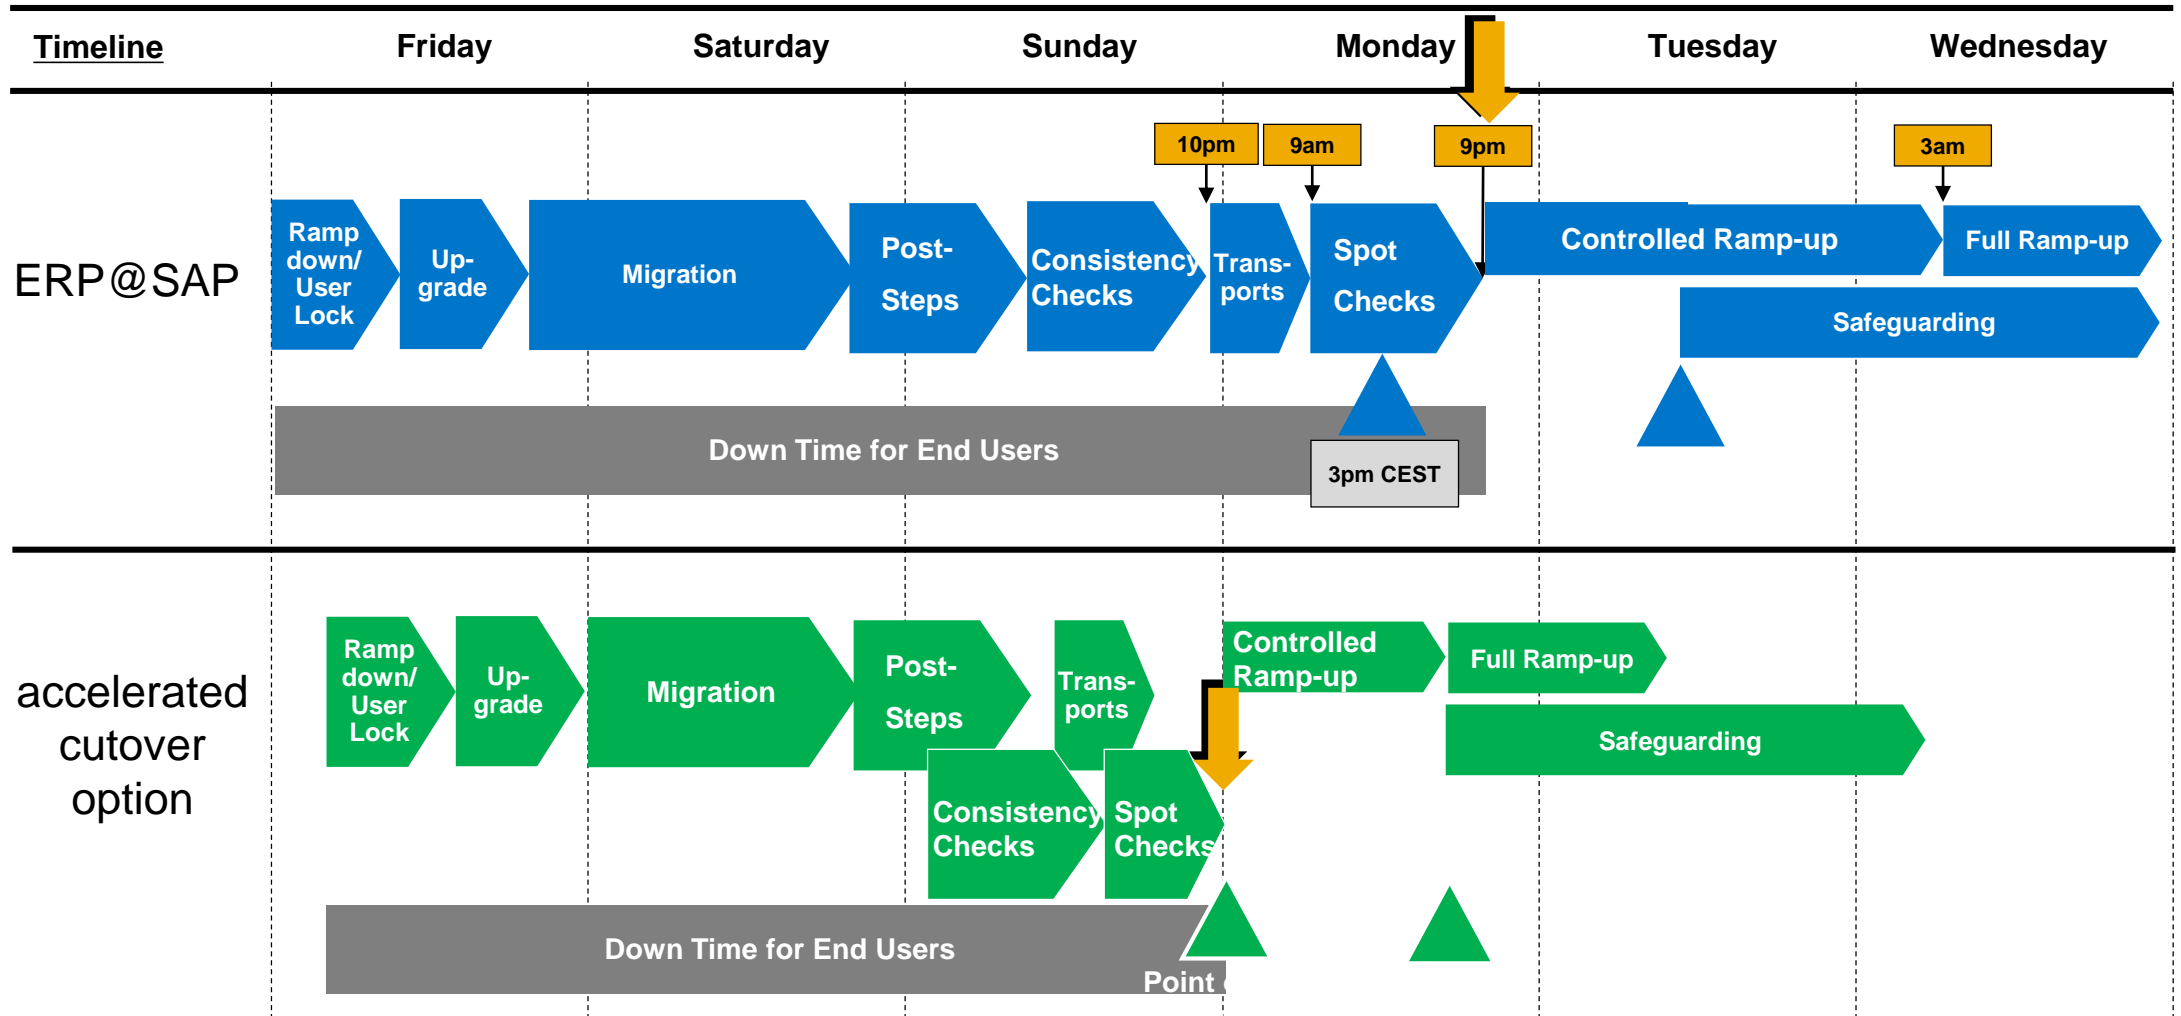 Timeline
Friday
Saturday
Sunday
Monday
Tuesday
Wednesday
10pm
9am
9pm
3am
ERP@SAP
Ramp
down/
User
Lock
Up-
grade
Migration
Post-
Steps
Consistency
Checks
Trans-
ports
Spot
Checks
Controlled Ramp-up
Full Ramp-up
Safeguarding
Down Time for End Users
3pm CEST
accelerated
cutover
option
Ramp
down/
User
Lock
Up-
grade
Migration
Post-
Steps
Trans-
ports
Controlled
Ramp-up
Full Ramp-up
Safeguarding
Consistency
Checks
Spot
Checks
Down Time for End Users
Point